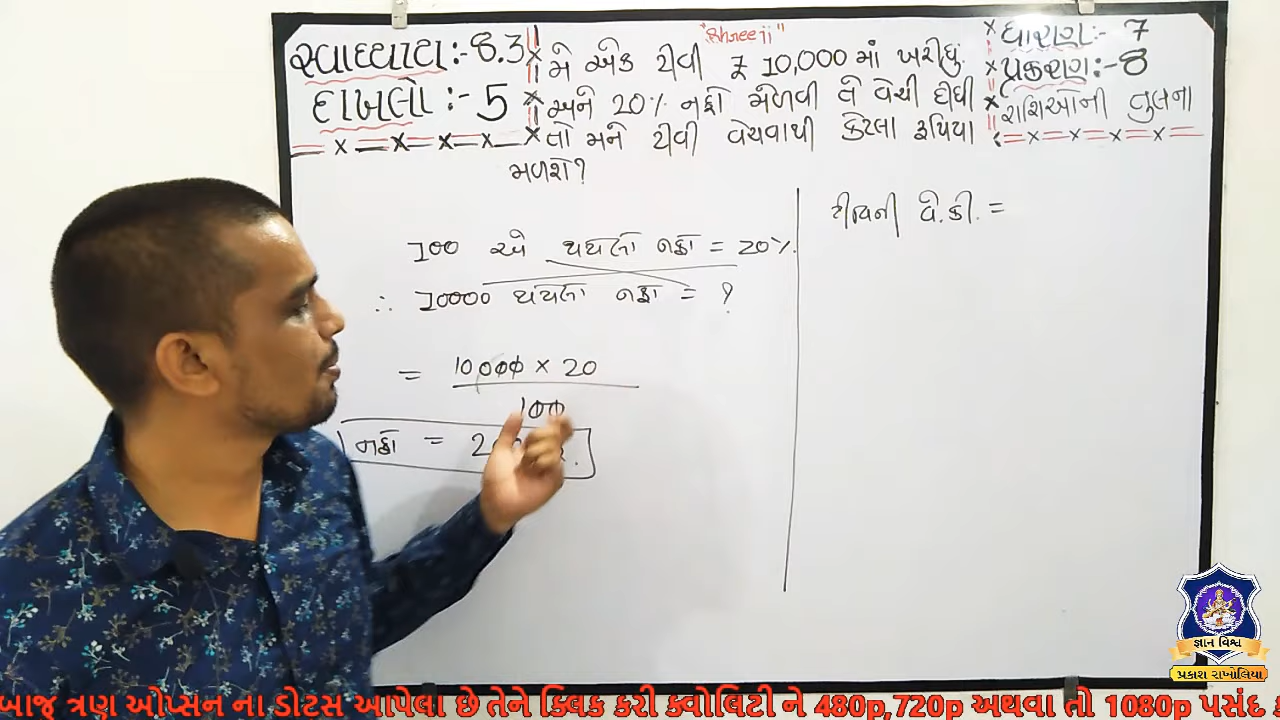 "Shreeji"
સ્વાધ્યાય :- 8.3
દાખલો :- 5
મે એક ટીવી ₹ 10,000 માં ખરીધુ.
અને 20% નફો મેળવી તે વેચી દીધી
તો મને ટીવી વેચવાથી કેટલા રૂપિયા
મળશે?
ધોરણ :- 7
પ્રકરણ :- 8
રાશિઓની તુલના
100 એ થયેલો નફો = 20%.
∴ 10000 થયેલો નફો = ?
= 10,000 × 20
100
નફો =
ટીવીની વે.કી. =
જ્ઞાન વિશ્વ
પ્રકાશ રાખોલિયા
બાજુ ત્રણ ઓપ્સન ના ડોટસ આપેલા છે તેને ક્લિક કરી ક્વોલિટી ને 480p,720p અથવા તો 1080p પસંદ